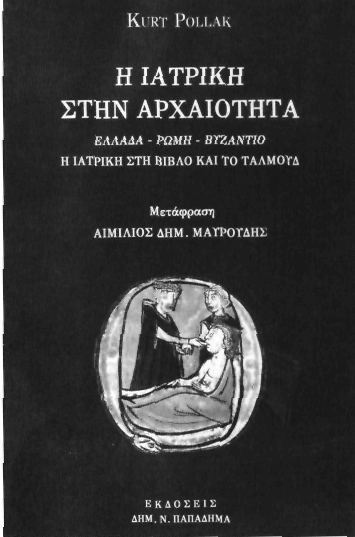 KURT POLLAK
Η ΙΑΤΡΙΚΗ
ΣΤΗΝ ΑΡΧΑΙΟΤΗΤΑ
ΕΛΛΑΔΑ - ΡΩΜΗ - ΒΥΖΑΝΤΙΟ
Η ΙΑΤΡΙΚΗ ΣΤΗ ΒΙΒΛΟ ΚΑΙ ΤΟ ΤΑΛΜΟΥΔ
Μετάφραση
ΑΙΜΙΛΙΟΣ ΔΗΜ. ΜΑΥΡΟΥΔΗΣ
ΕΚΔΟΣΕΙΣ
ΔΗΜ. Ν. ΠΑΠΑΔΗΜΑ